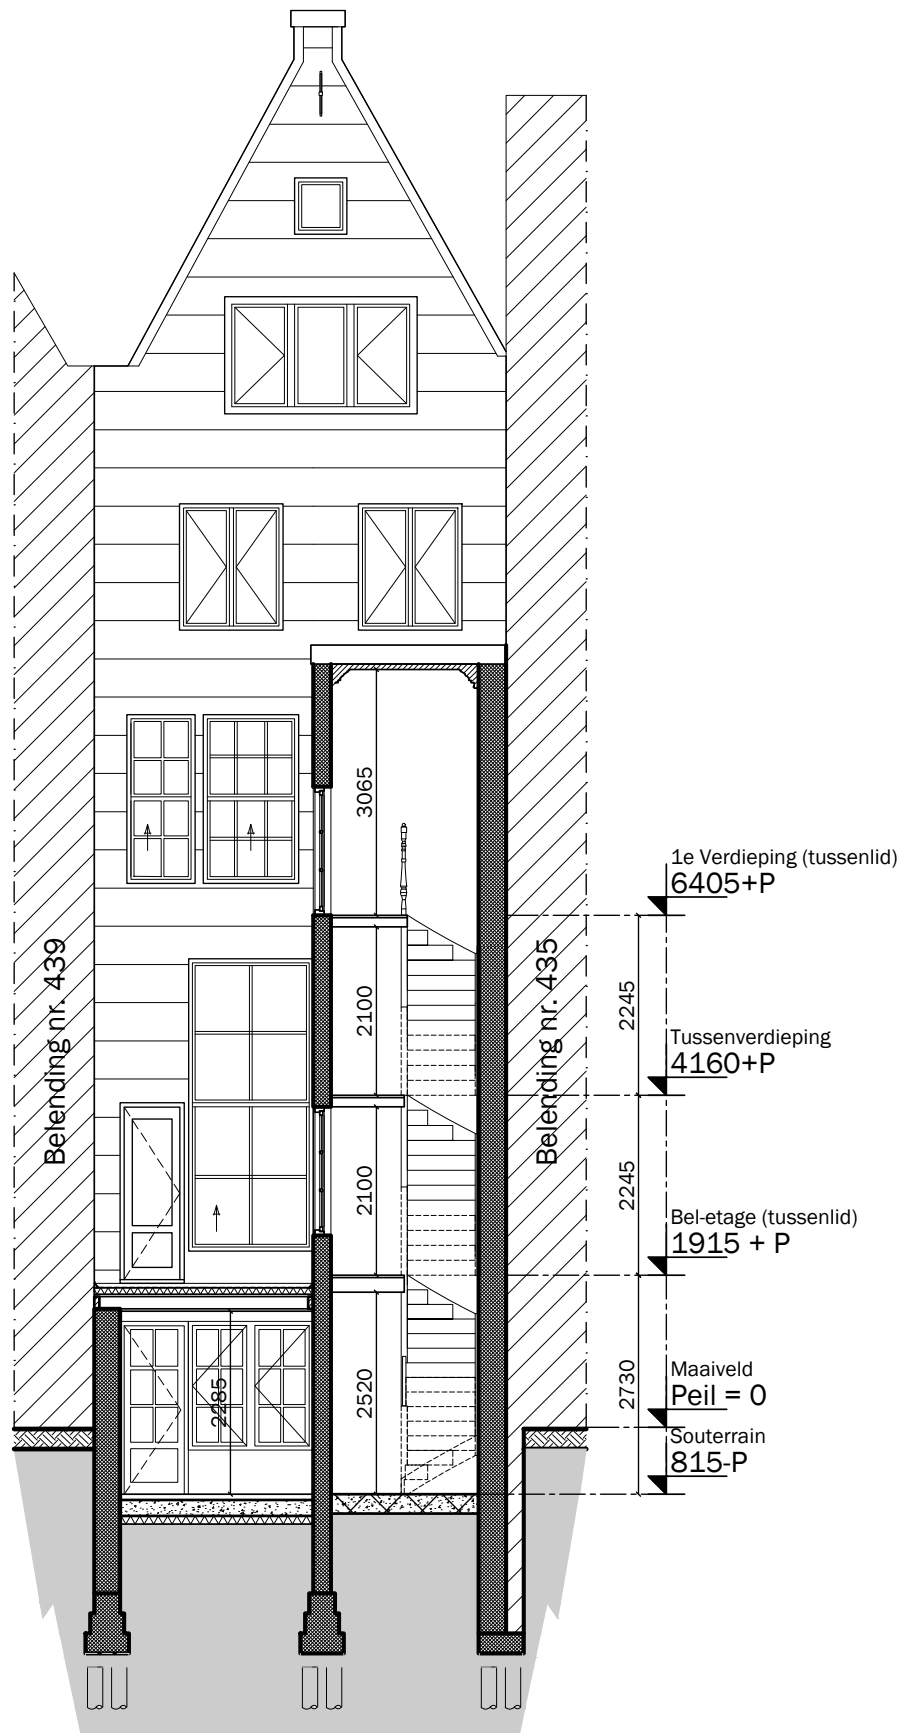 3065
1e Verdieping (tussenlid)
6405+P
Belending nr. 439
Belending nr. 435
2100
2245
Tussenverdieping
4160+P
2100
2245
Bel-etage (tussenlid)
1915 + P
2285
2520
2730
Maaiveld
Peil = 0
Souterrain
815-P